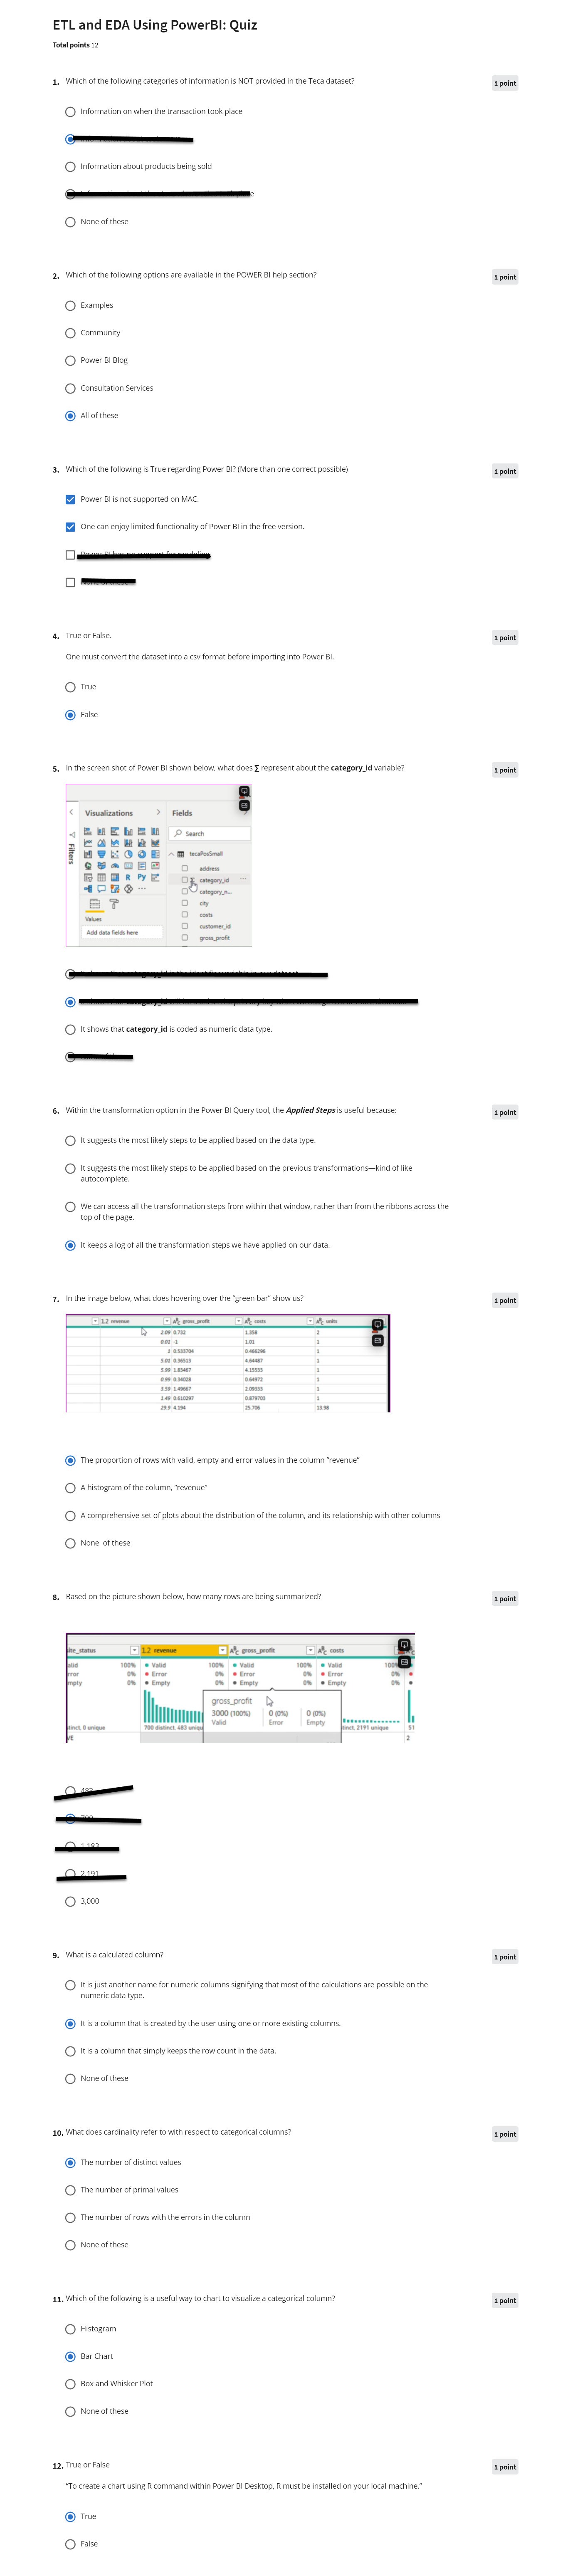 ETL and EDA Using PowerBI: Quiz
Total points 12
1. Which of the following categories of information is NOT provided in the Teca dataset?
1 point
Information on when the transaction took place
Information about products being sold
None of these
2. Which of the following options are available in the POWER BI help section?
1 point
Examples
Community
Power BI Blog
Consultation Services
All of these
3. Which of the following is True regarding Power BI? (More than one correct possible)
1 point
Power BI is not supported on MAC.
One can enjoy limited functionality of Power BI in the free version.
4. True or False.
1 point
One must convert the dataset into a csv format before importing into Power BI.
True
False
5. In the screen shot of Power BI shown below, what does ∑ represent about the category_id variable?
1 point
Visualizations
Fields
Filters
Search
tecaPosSmall
address
category_id
category_n...
city
costs
customer_id
gross_profit
R Py
Values
Add data fields here
It shows that category_id is coded as numeric data type.
6. Within the transformation option in the Power BI Query tool, the Applied Steps is useful because:
1 point
It suggests the most likely steps to be applied based on the data type.
It suggests the most likely steps to be applied based on the previous transformations—kind of like
autocomplete.
We can access all the transformation steps from within that window, rather than from the ribbons across the
top of the page.
It keeps a log of all the transformation steps we have applied on our data.
7. In the image below, what does hovering over the "green bar" show us?
1 point
1.2 revenue ABC gross_profit ABC costs ABC units
2.09 0.732 1.358 2
0.01 -1 1.01 1
1 0.533704 0.466296 1
5.01 0.36513 4.64487 1
5.99 1.83467 4.15533 1
0.99 0.34028 0.64972 1
3.59 1.49667 2.09333 1
1.49 0.610297 0.879703 1
29.9 4.194 25.706 13.98
The proportion of rows with valid, empty and error values in the column "revenue"
A histogram of the column, "revenue"
A comprehensive set of plots about the distribution of the column, and its relationship with other columns
None of these
8. Based on the picture shown below, how many rows are being summarized?
1 point
ite_status 1.2 revenue ABC gross_profit ABC costs
alid 100% Valid 100% Valid 100% Valid 100%
rror 0% Error 0% Error 0% Error 0%
mpty 0% Empty 0% Empty 0% Empty 0%
gross_profit
3000 (100%) 0 (0%) 0 (0%)
Valid Error Empty
tinct, 0 unique 700 distinct, 483 uniqu tinct, 2191 unique 51
VE 2
2,191
3,000
9. What is a calculated column?
1 point
It is just another name for numeric columns signifying that most of the calculations are possible on the
numeric data type.
It is a column that is created by the user using one or more existing columns.
It is a column that simply keeps the row count in the data.
None of these
10. What does cardinality refer to with respect to categorical columns?
1 point
The number of distinct values
The number of primal values
The number of rows with the errors in the column
None of these
11. Which of the following is a useful way to chart to visualize a categorical column?
1 point
Histogram
Bar Chart
Box and Whisker Plot
None of these
12. True or False
1 point
"To create a chart using R command within Power BI Desktop, R must be installed on your local machine."
True
False